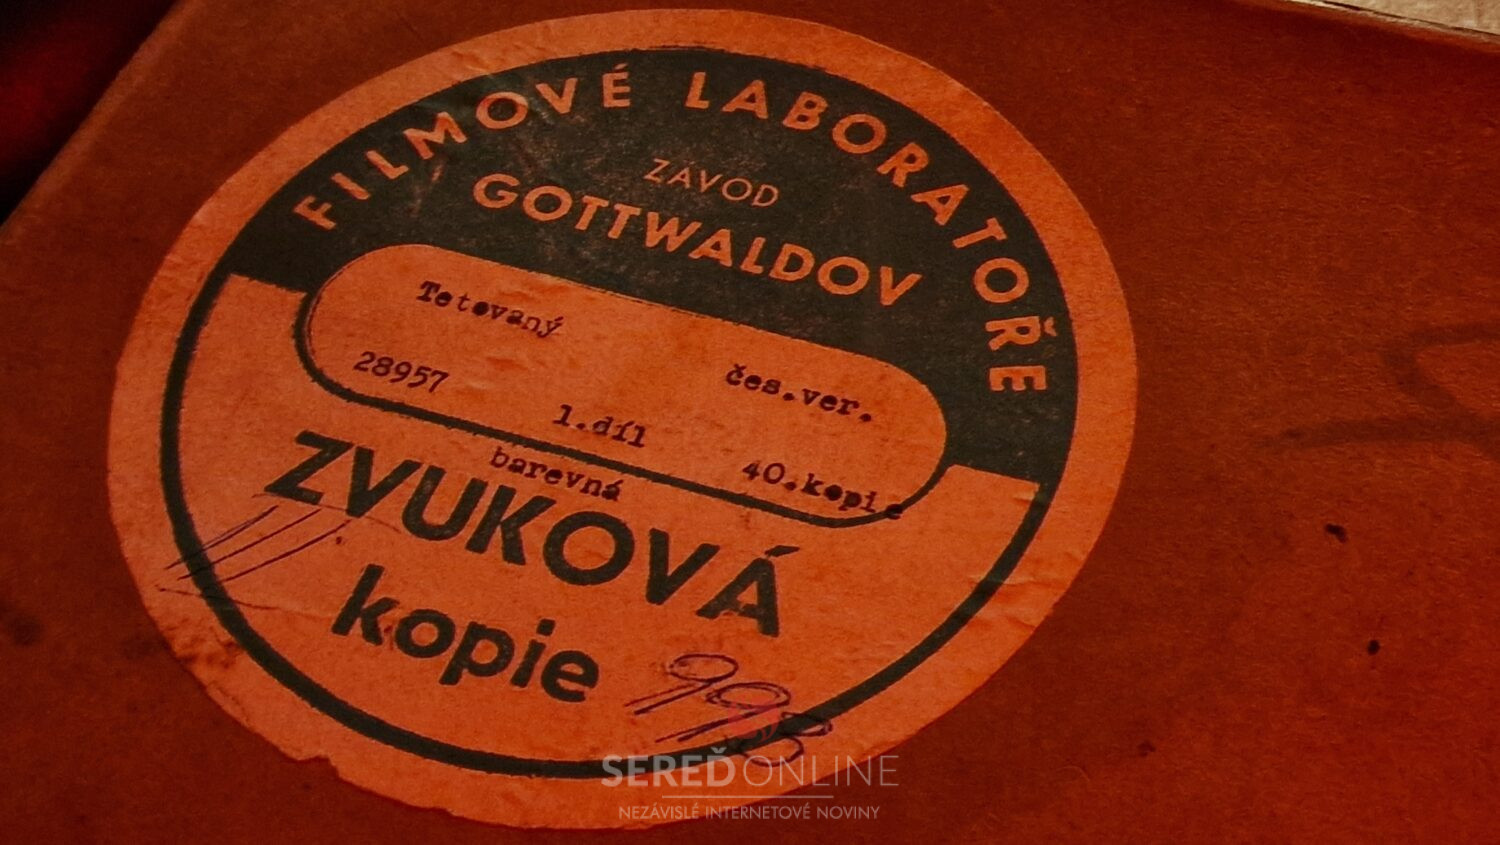 FILMOVÉ LABORATOŘE
ZÁVOD
GOTTWALDOV
Tetovaný
čes.ver.
28957
1.díl
40.kopie
barevná
ZVUKOVÁ
kopie
993
SEREĎONLINE
NEZÁVISLÉ INTERNETOVÉ NOVINY